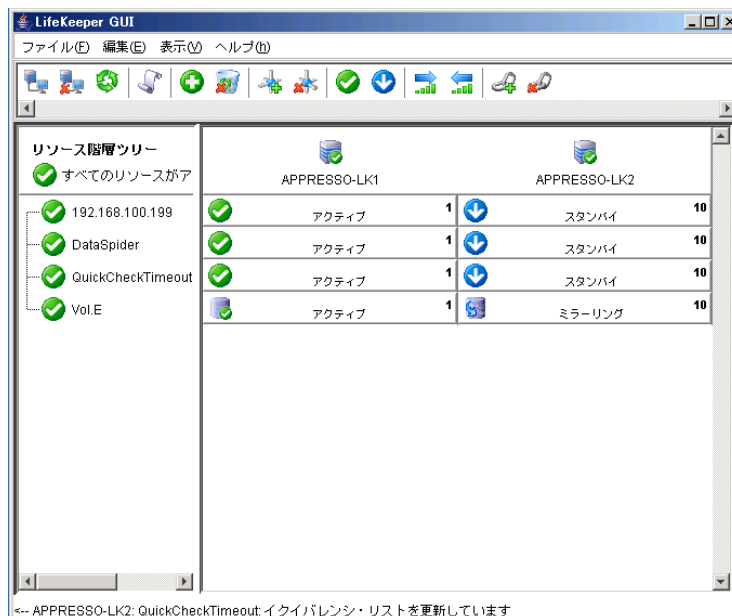 LifeKeeper GUI
ファイル(F) 編集(E) 表示(V) ヘルプ(h)
リソース階層ツリー
すべてのリソースがア
192.168.100.199
DataSpider
QuickCheckTimeout
Vol.E
APPRESSO-LK1 APPRESSO-LK2
アクティブ 1 スタンバイ 10
アクティブ 1 スタンバイ 10
アクティブ 1 スタンバイ 10
アクティブ 1 ミラーリング 10
<-- APPRESSO-LK2: QuickCheckTimeout: イクイバレンシ・リストを更新しています